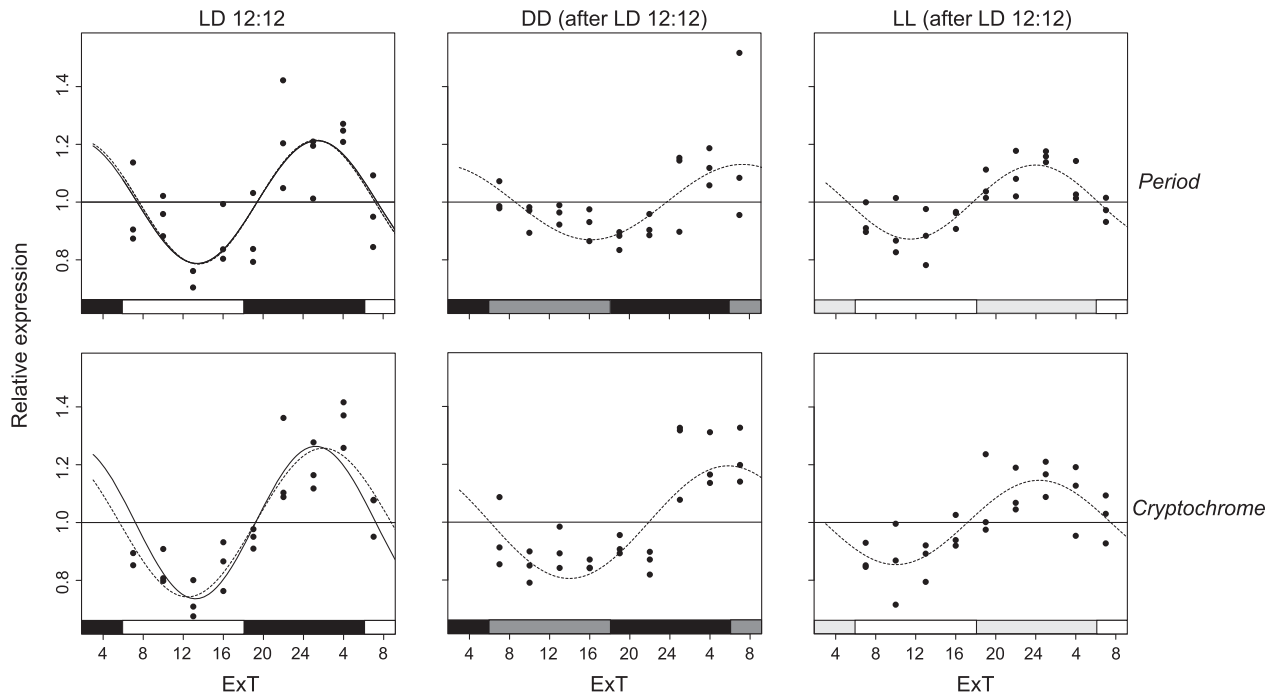 LD 12:12 DD (after LD 12:12) LL (after LD 12:12)
Relative expression
1.4
1.2
1.0
0.8
Period
1.4
1.2
1.0
0.8
Cryptochrome
4 8 12 16 20 24 4 8 4 8 12 16 20 24 4 8 4 8 12 16 20 24 4 8
ExT ExT ExT